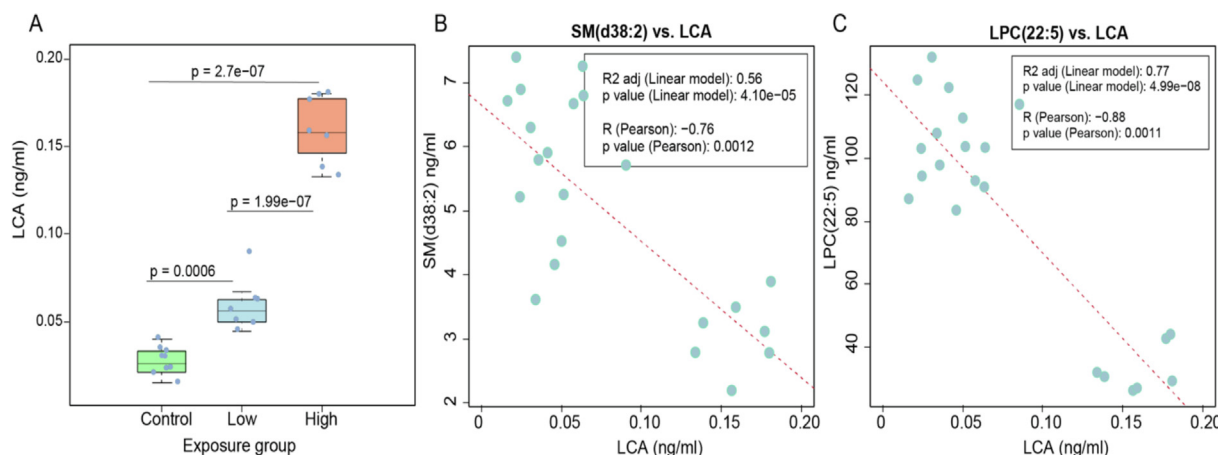 A
LCA (ng/ml)
0.20
0.15
0.20
0.05
p = 2.7e-07
p = 1.99e-07
p = 0.0006
Control
Low
High
Exposure group
B
SM(d38:2) vs. LCA
R2 adj (Linear model): 0.56
p value (Linear model): 4.10e-05
R (Pearson): −0.76
p value (Pearson): 0.0012
SM(d38:2) ng/ml
7
6
5
4
3
2
0
0.05
0.10
0.15
0.20
LCA (ng/ml)
C
LPC(22:5) vs. LCA
R2 adj (Linear model): 0.77
p value (Linear model): 4.99e-08
R (Pearson): −0.88
p value (Pearson): 0.0011
LPC(22:5) ng/ml
120
100
80
60
40
0
0.05
0.10
0.15
0.20
LCA (ng/ml)